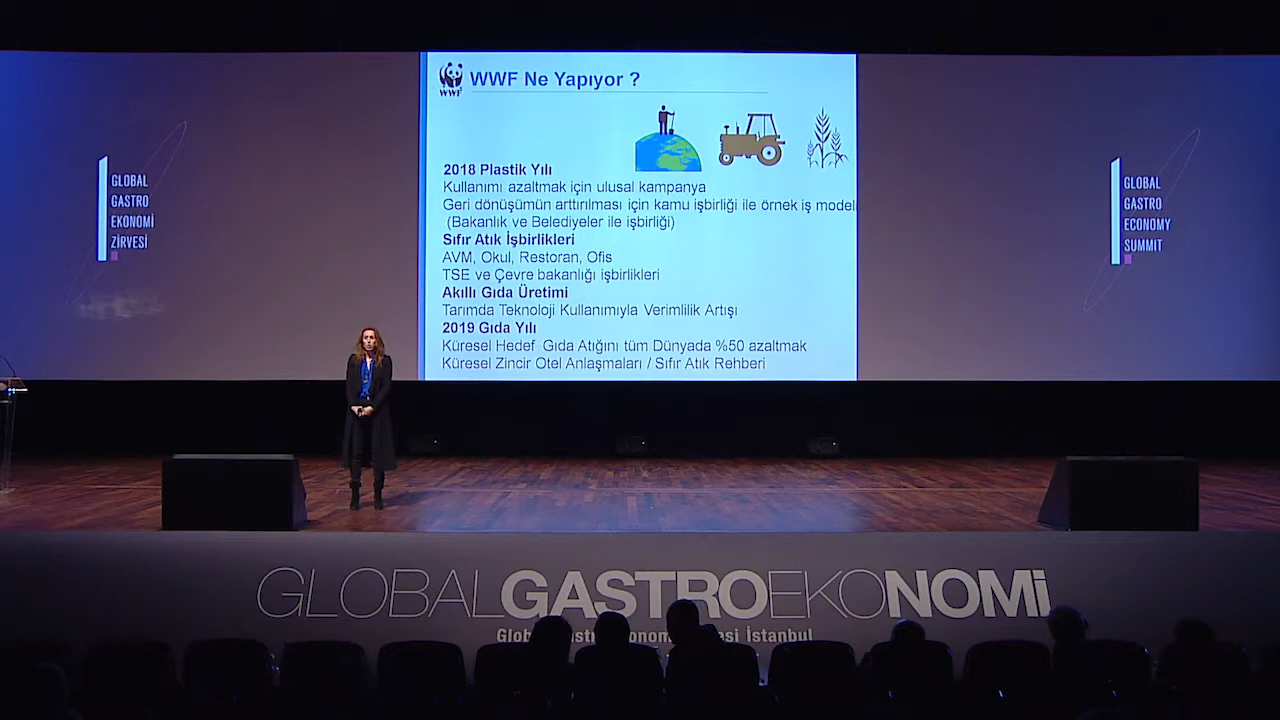 WWF
WWF Ne Yapıyor ?
2018 Plastik Yılı
Kullanımı azaltmak için ulusal kampanya
Geri dönüşümün arttırılması için kamu işbirliği ile örnek iş modeli
(Bakanlık ve Belediyeler ile işbirliği)
Sıfır Atık İşbirlikleri
AVM, Okul, Restoran, Ofis
TSE ve Çevre bakanlığı işbirlikleri
Akıllı Gıda Üretimi
Tarımda Teknoloji Kullanımıyla Verimlilik Artışı
2019 Gıda Yılı
Küresel Hedef Gıda Atığını tüm Dünyada %50 azaltmak
Küresel Zincir Otel Anlaşmaları / Sıfır Atık Rehberi
GLOBAL
GASTRO
EKONOMİ
ZİRVESİ
GLOBAL
GASTRO
ECONOMY
SUMMIT
GLOBALGASTROEKONOMİ
İstanbul